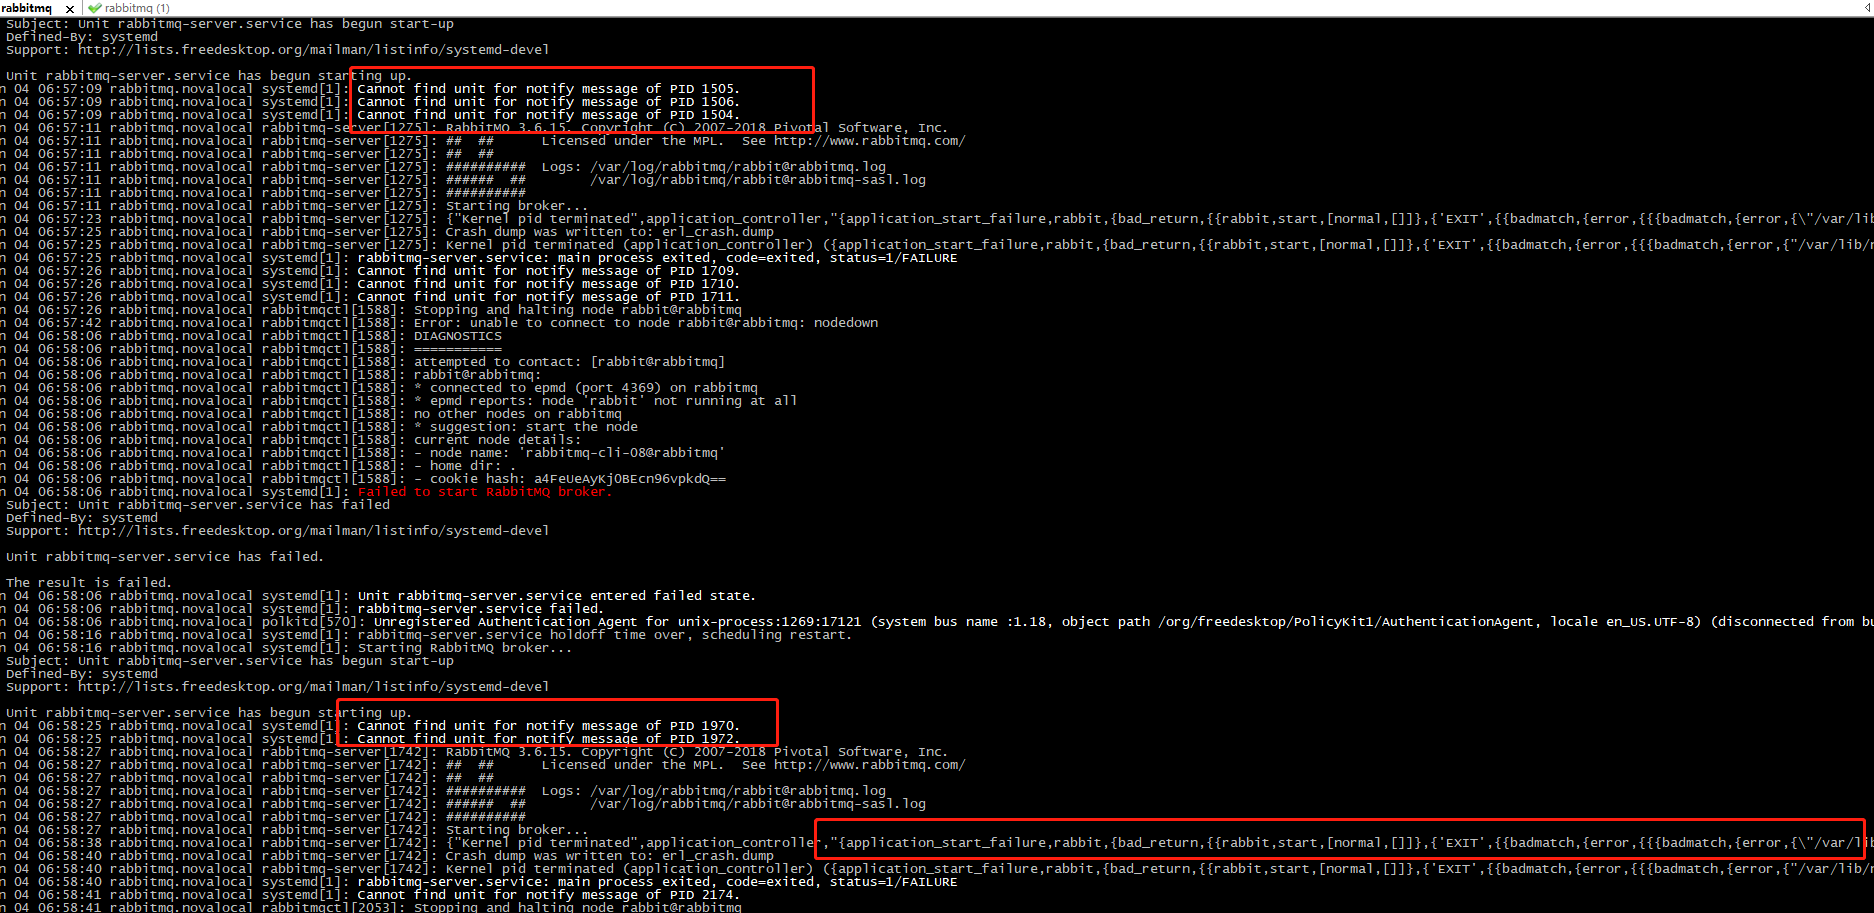 rabbitmq x rabbitmq (1)
Subject: Unit rabbitmq-server.service has begun start-up
Defined-By: systemd
Support: http://lists.freedesktop.org/mailman/listinfo/systemd-devel
Unit rabbitmq-server.service has begun starting up.
n 04 06:57:09 rabbitmq.novalocal systemd[1]: Cannot find unit for notify message of PID 1505.
n 04 06:57:09 rabbitmq.novalocal systemd[1]: Cannot find unit for notify message of PID 1506.
n 04 06:57:09 rabbitmq.novalocal systemd[1]: Cannot find unit for notify message of PID 1504.
n 04 06:57:11 rabbitmq.novalocal rabbitmq-server[1275]: RabbitMQ 3.6.15. Copyright (C) 2007-2018 Pivotal Software, Inc.
n 04 06:57:11 rabbitmq.novalocal rabbitmq-server[1275]: ##  ##      Licensed under the MPL.  See http://www.rabbitmq.com/
n 04 06:57:11 rabbitmq.novalocal rabbitmq-server[1275]: ##  ##
n 04 06:57:11 rabbitmq.novalocal rabbitmq-server[1275]: ##########  Logs: /var/log/rabbitmq/rabbit@rabbitmq.log
n 04 06:57:11 rabbitmq.novalocal rabbitmq-server[1275]: ######  ##        /var/log/rabbitmq/rabbit@rabbitmq-sasl.log
n 04 06:57:11 rabbitmq.novalocal rabbitmq-server[1275]: ##########
n 04 06:57:11 rabbitmq.novalocal rabbitmq-server[1275]: Starting broker...
n 04 06:57:23 rabbitmq.novalocal rabbitmq-server[1275]: {"Kernel pid terminated",application_controller,"{application_start_failure,rabbit,{bad_return,{{rabbit,start,[normal,[]]},{'EXIT',{{badmatch,{error,{{{badmatch,{error,{\"/var/lib
n 04 06:57:25 rabbitmq.novalocal rabbitmq-server[1275]: Crash dump was written to: erl_crash.dump
n 04 06:57:25 rabbitmq.novalocal rabbitmq-server[1275]: Kernel pid terminated (application_controller) ({application_start_failure,rabbit,{bad_return,{{rabbit,start,[normal,[]]},{'EXIT',{{badmatch,{error,{{{badmatch,{error,{"/var/lib/r
n 04 06:57:25 rabbitmq.novalocal systemd[1]: rabbitmq-server.service: main process exited, code=exited, status=1/FAILURE
n 04 06:57:26 rabbitmq.novalocal systemd[1]: Cannot find unit for notify message of PID 1709.
n 04 06:57:26 rabbitmq.novalocal systemd[1]: Cannot find unit for notify message of PID 1710.
n 04 06:57:26 rabbitmq.novalocal systemd[1]: Cannot find unit for notify message of PID 1711.
n 04 06:57:26 rabbitmq.novalocal rabbitmqctl[1588]: Stopping and halting node rabbit@rabbitmq
n 04 06:57:42 rabbitmq.novalocal rabbitmqctl[1588]: Error: unable to connect to node rabbit@rabbitmq: nodedown
n 04 06:58:06 rabbitmq.novalocal rabbitmqctl[1588]: DIAGNOSTICS
n 04 06:58:06 rabbitmq.novalocal rabbitmqctl[1588]: ===========
n 04 06:58:06 rabbitmq.novalocal rabbitmqctl[1588]: attempted to contact: [rabbit@rabbitmq]
n 04 06:58:06 rabbitmq.novalocal rabbitmqctl[1588]: rabbit@rabbitmq:
n 04 06:58:06 rabbitmq.novalocal rabbitmqctl[1588]: * connected to epmd (port 4369) on rabbitmq
n 04 06:58:06 rabbitmq.novalocal rabbitmqctl[1588]: * epmd reports: node 'rabbit' not running at all
n 04 06:58:06 rabbitmq.novalocal rabbitmqctl[1588]: no other nodes on rabbitmq
n 04 06:58:06 rabbitmq.novalocal rabbitmqctl[1588]: * suggestion: start the node
n 04 06:58:06 rabbitmq.novalocal rabbitmqctl[1588]: current node details:
n 04 06:58:06 rabbitmq.novalocal rabbitmqctl[1588]: - node name: 'rabbitmq-cli-08@rabbitmq'
n 04 06:58:06 rabbitmq.novalocal rabbitmqctl[1588]: - home dir: .
n 04 06:58:06 rabbitmq.novalocal rabbitmqctl[1588]: - cookie hash: a4FeUeAyKj0BEcn96vpkdQ==
n 04 06:58:06 rabbitmq.novalocal systemd[1]: Failed to start RabbitMQ broker.
Subject: Unit rabbitmq-server.service has failed
Defined-By: systemd
Support: http://lists.freedesktop.org/mailman/listinfo/systemd-devel
Unit rabbitmq-server.service has failed.
The result is failed.
n 04 06:58:06 rabbitmq.novalocal systemd[1]: Unit rabbitmq-server.service entered failed state.
n 04 06:58:06 rabbitmq.novalocal systemd[1]: rabbitmq-server.service failed.
n 04 06:58:06 rabbitmq.novalocal polkitd[570]: Unregistered Authentication Agent for unix-process:1269:17121 (system bus name :1.18, object path /org/freedesktop/PolicyKit1/AuthenticationAgent, locale en_US.UTF-8) (disconnected from bu
n 04 06:58:16 rabbitmq.novalocal systemd[1]: rabbitmq-server.service holdoff time over, scheduling restart.
n 04 06:58:16 rabbitmq.novalocal systemd[1]: Starting RabbitMQ broker...
Subject: Unit rabbitmq-server.service has begun start-up
Defined-By: systemd
Support: http://lists.freedesktop.org/mailman/listinfo/systemd-devel
Unit rabbitmq-server.service has begun starting up.
n 04 06:58:25 rabbitmq.novalocal systemd[1]: Cannot find unit for notify message of PID 1970.
n 04 06:58:25 rabbitmq.novalocal systemd[1]: Cannot find unit for notify message of PID 1972.
n 04 06:58:27 rabbitmq.novalocal rabbitmq-server[1742]: RabbitMQ 3.6.15. Copyright (C) 2007-2018 Pivotal Software, Inc.
n 04 06:58:27 rabbitmq.novalocal rabbitmq-server[1742]: ##  ##      Licensed under the MPL.  See http://www.rabbitmq.com/
n 04 06:58:27 rabbitmq.novalocal rabbitmq-server[1742]: ##  ##
n 04 06:58:27 rabbitmq.novalocal rabbitmq-server[1742]: ##########  Logs: /var/log/rabbitmq/rabbit@rabbitmq.log
n 04 06:58:27 rabbitmq.novalocal rabbitmq-server[1742]: ######  ##        /var/log/rabbitmq/rabbit@rabbitmq-sasl.log
n 04 06:58:27 rabbitmq.novalocal rabbitmq-server[1742]: ##########
n 04 06:58:27 rabbitmq.novalocal rabbitmq-server[1742]: Starting broker...
n 04 06:58:38 rabbitmq.novalocal rabbitmq-server[1742]: {"Kernel pid terminated",application_controller,"{application_start_failure,rabbit,{bad_return,{{rabbit,start,[normal,[]]},{'EXIT',{{badmatch,{error,{{{badmatch,{error,{\"/var/lib
n 04 06:58:40 rabbitmq.novalocal rabbitmq-server[1742]: Crash dump was written to: erl_crash.dump
n 04 06:58:40 rabbitmq.novalocal rabbitmq-server[1742]: Kernel pid terminated (application_controller) ({application_start_failure,rabbit,{bad_return,{{rabbit,start,[normal,[]]},{'EXIT',{{badmatch,{error,{{{badmatch,{error,{"/var/lib/r
n 04 06:58:40 rabbitmq.novalocal systemd[1]: rabbitmq-server.service: main process exited, code=exited, status=1/FAILURE
n 04 06:58:41 rabbitmq.novalocal systemd[1]: Cannot find unit for notify message of PID 2174.
n 04 06:58:41 rabbitmq.novalocal rabbitmqctl[2053]: Stopping and halting node rabbit@rabbitmq